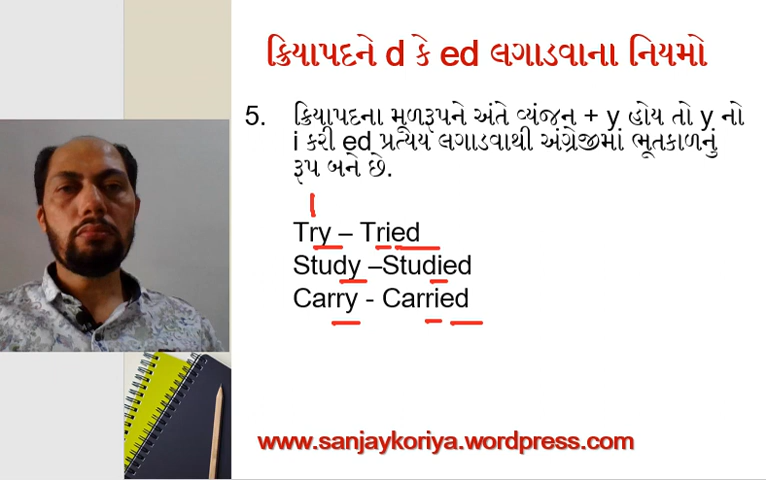 ક્રિયાપદને d કે ed લગાડવાના નિયમો
5. ક્રિયાપદના મૂળરૂપને અંતે વ્યંજન + y હોય તો y નો
i કરી ed પ્રત્યય લગાડવાથી અંગ્રેજીમાં ભૂતકાળનું
રૂપ બને છે.
Try – Tried
Study –Studied
Carry - Carried
www.sanjaykoriya.wordpress.com